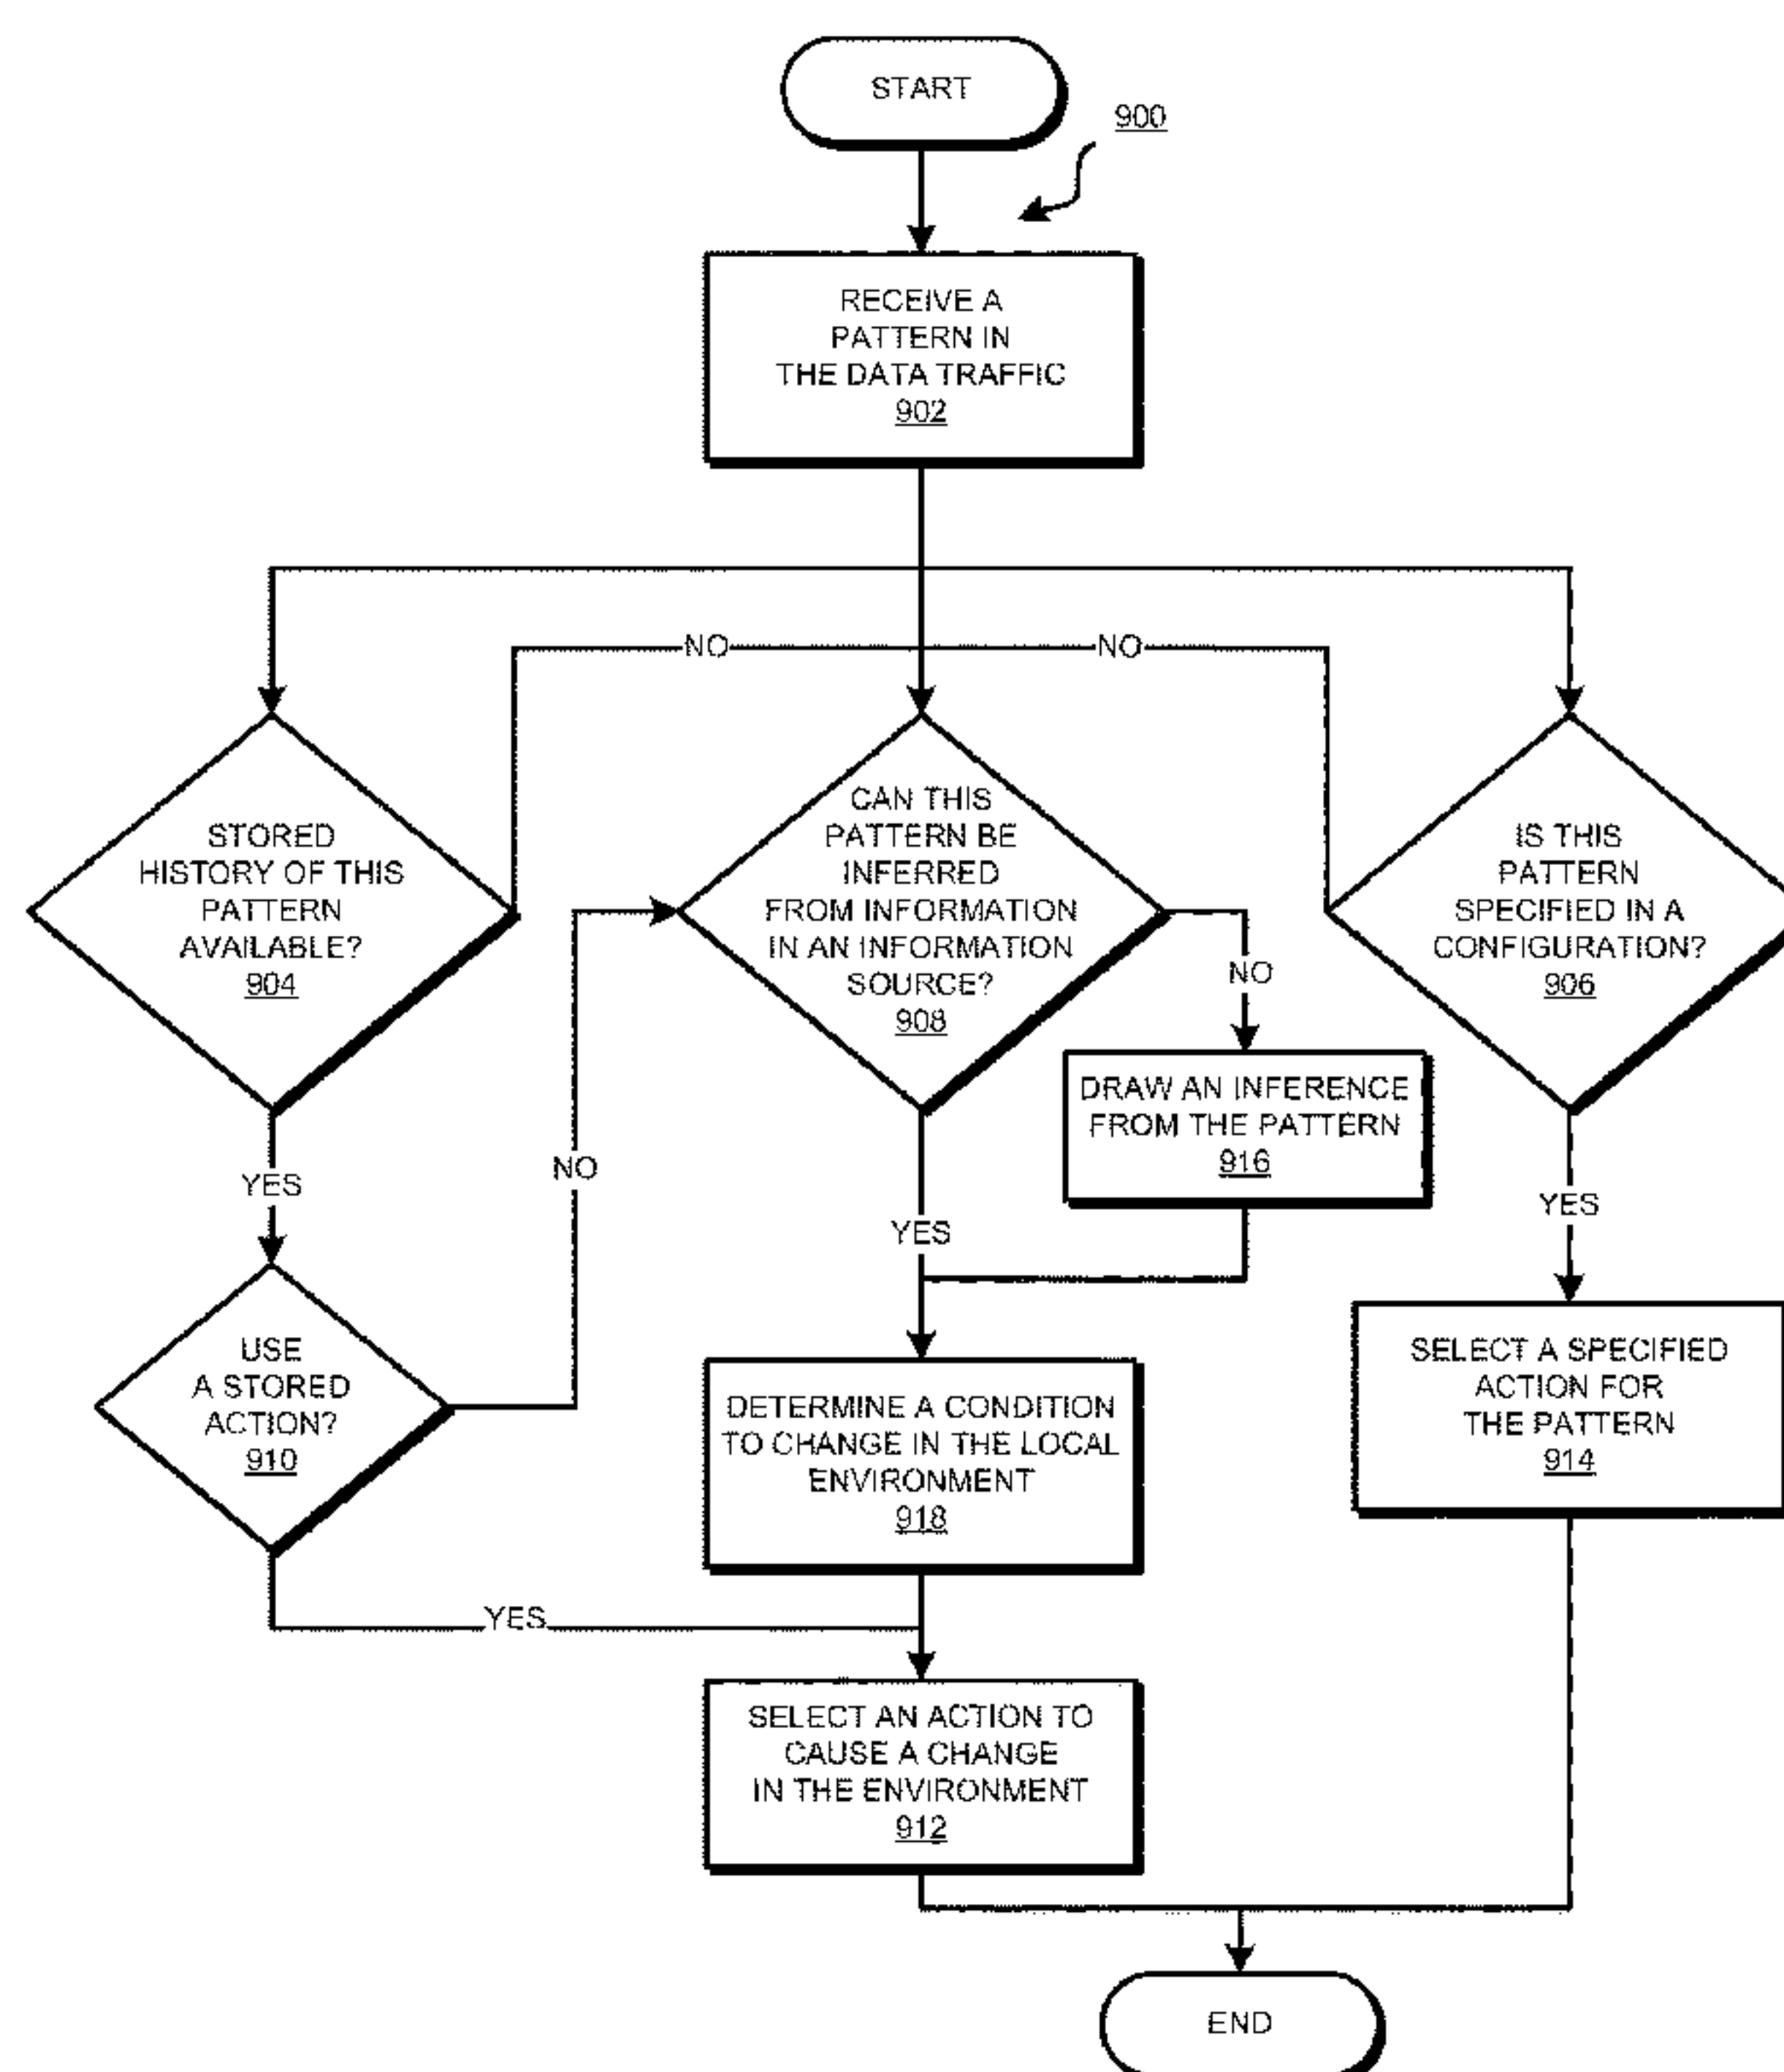 START
900
RECEIVE A
PATTERN IN
THE DATA TRAFFIC
902
NO
NO
STORED
HISTORY OF THIS
PATTERN
AVAILABLE?
904
CAN THIS
PATTERN BE
INFERRED
FROM INFORMATION
IN AN INFORMATION
SOURCE?
908
IS THIS
PATTERN
SPECIFIED IN A
CONFIGURATION?
906
NO
DRAW AN INFERENCE
FROM THE PATTERN
916
YES
NO
YES
YES
USE
A STORED
ACTION?
910
DETERMINE A CONDITION
TO CHANGE IN THE LOCAL
ENVIRONMENT
918
SELECT A SPECIFIED
ACTION FOR
THE PATTERN
914
YES
SELECT AN ACTION TO
CAUSE A CHANGE
IN THE ENVIRONMENT
912
END